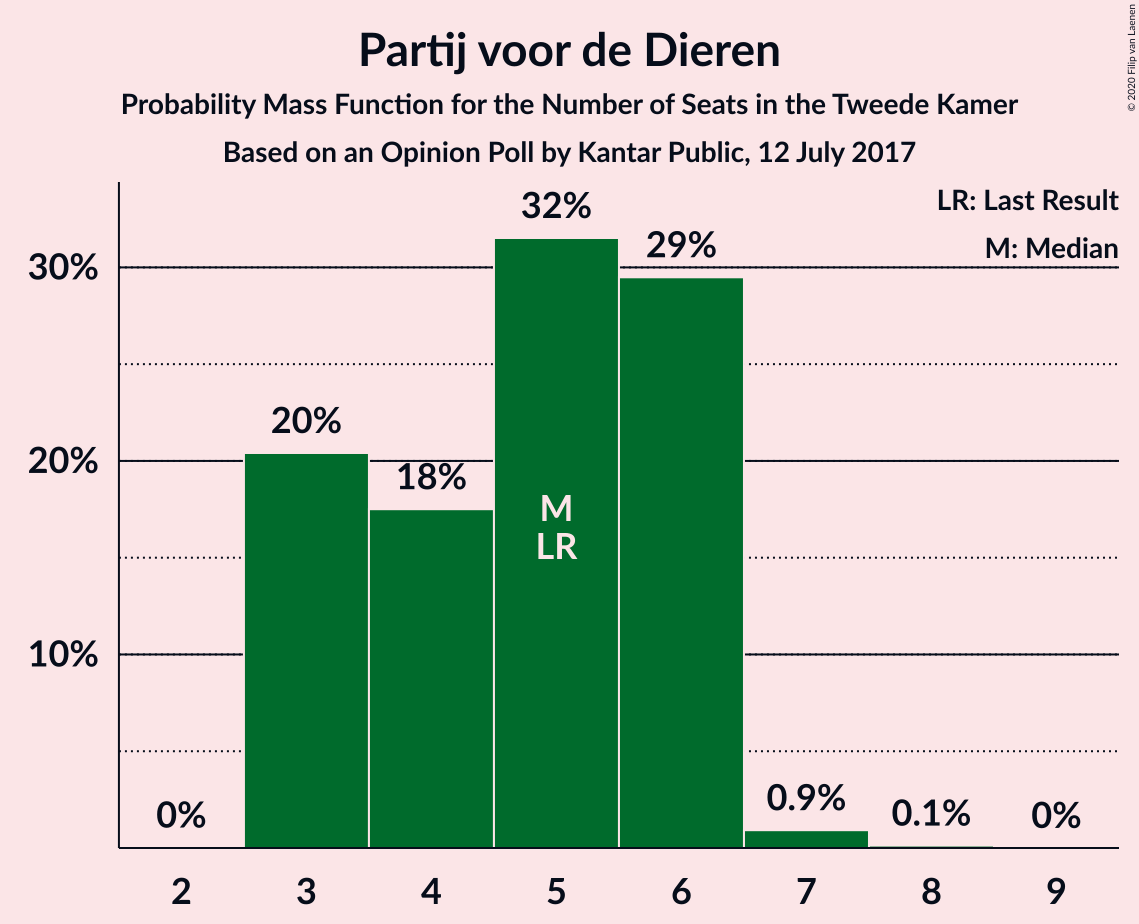 Partij voor de Dieren
Probability Mass Function for the Number of Seats in the Tweede Kamer
Based on an Opinion Poll by Kantar Public, 12 July 2017
© 2020 Filip van Laenen
LR: Last Result
M: Median
30%
20%
10%
0%
20%
18%
32%
29%
0.9%
0.1%
0%
M
LR
2 3 4 5 6 7 8 9